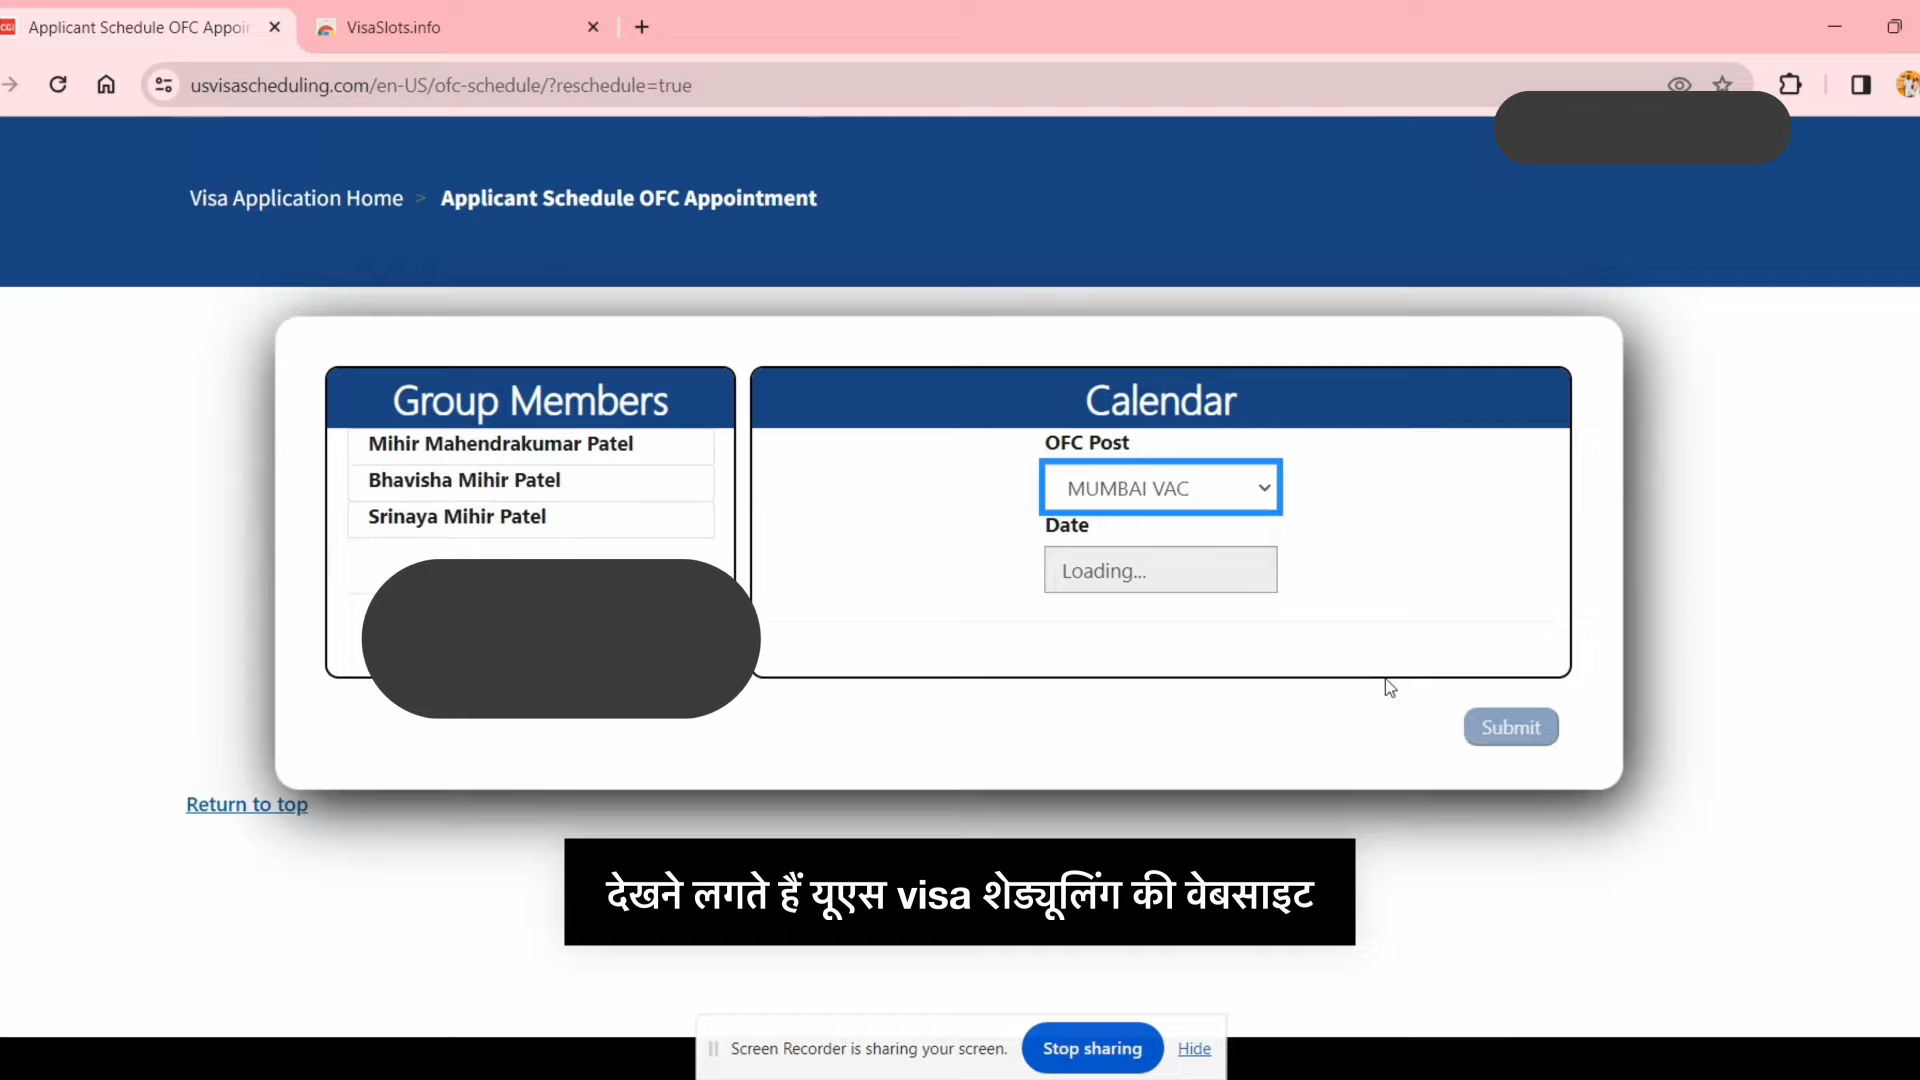 CGI
Applicant Schedule OFC Appoin
VisaSlots.info
usvisascheduling.com/en-US/ofc-schedule/?reschedule=true
Visa Application Home > Applicant Schedule OFC Appointment
Group Members
Mihir Mahendrakumar Patel
Bhavisha Mihir Patel
Srinaya Mihir Patel
Calendar
OFC Post
MUMBAI VAC
Date
Loading...
Submit
Return to top
देखने लगते हैं यूएस visa शेड्यूलिंग की वेबसाइट
Screen Recorder is sharing your screen.
Stop sharing
Hide